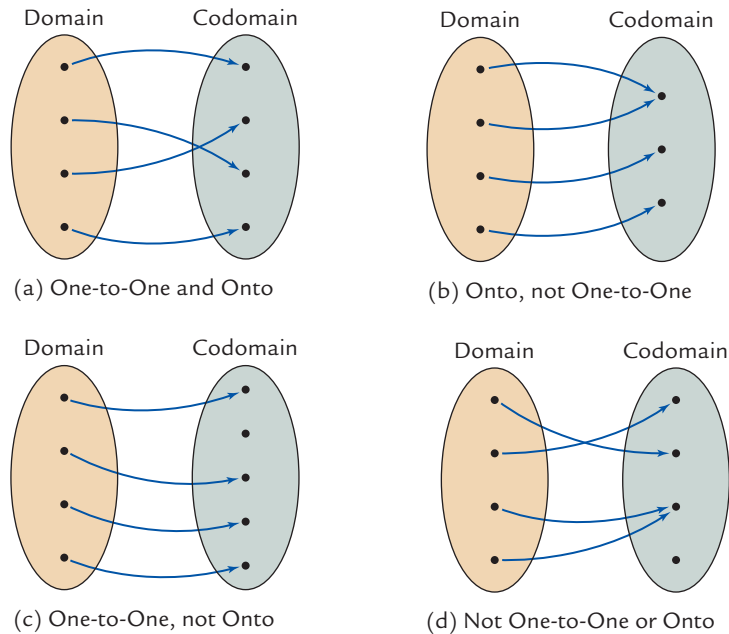 Domain Codomain
Domain Codomain
(a) One-to-One and Onto
(b) Onto, not One-to-One
Domain Codomain
Domain Codomain
(c) One-to-One, not Onto
(d) Not One-to-One or Onto